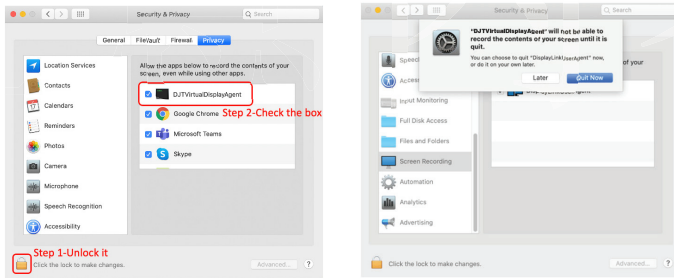 Security & Privacy
Search
General FileVault Firewall Privacy
Location Services
Contacts
Calendars
Reminders
Photos
Camera
Microphone
Speech Recognition
Accessibility
Allow the apps below to record the contents of your
screen, even while using other apps.
DJTVirtualDisplayAgent
Google Chrome
Step 2-Check the box
Microsoft Teams
Skype
Step 1-Unlock it
Click the lock to make changes.
Advanced...
?
Security & Privacy
Search
"DJTVirtualDisplayAgent" will not be able to
record the contents of your screen until it is
quit.
You can choose to quit "DisplayLinkUserAgent" now,
or do it on your own later.
Later
Quit Now
of your
Input Monitoring
Full Disk Access
Files and Folders
Screen Recording
Automation
Analytics
Advertising
Click the lock to make changes.
Advanced...
?